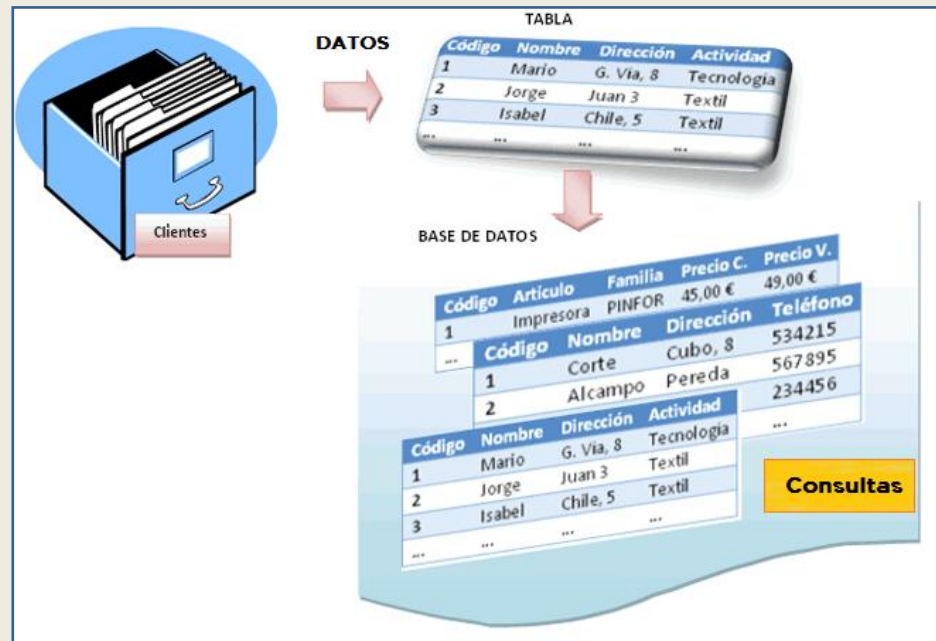 TABLA
DATOS
Código Nombre Dirección Actividad
1 Mario G. Via, 8 Tecnología
2 Jorge Juan 3 Textil
3 Isabel Chile, 5 Textil
... ... ... ...
Clientes
BASE DE DATOS
Código Articulo Familia Precio C. Precio V.
1 Impresora PINFOR 45,00 € 49,00 €
...
Código Nombre Dirección Teléfono
1 Corte Cubo, 8 534215
2 Alcampo Pereda 567895
234456
...
Código Nombre Dirección Actividad
1 Mario G. Via, 8 Tecnología
2 Jorge Juan 3 Textil
3 Isabel Chile, 5 Textil
... ... ... ...
Consultas